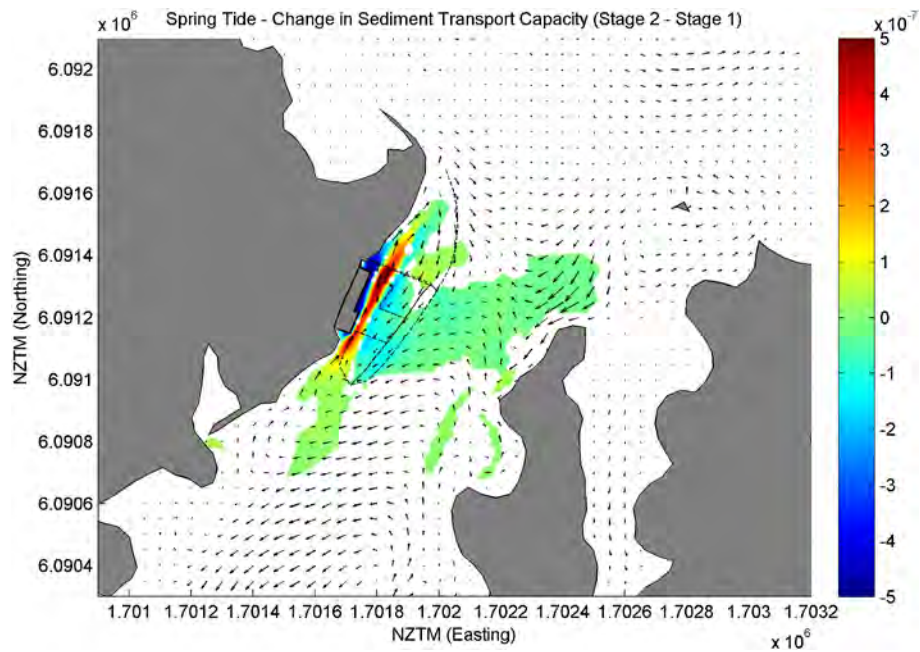 Spring Tide - Change in Sediment Transport Capacity (Stage 2 - Stage 1)
x 10^6
x10^-7
6.092
6.0918
6.0916
6.0914
6.0912
6.091
6.0908
6.0906
6.0904
NZTM (Northing)
5
4
3
2
1
0
-1
-2
-3
-4
-5
1.701 1.7012 1.7014 1.7016 1.7018 1.702 1.7022 1.7024 1.7026 1.7028 1.703 1.7032
NZTM (Easting)
x 10^6